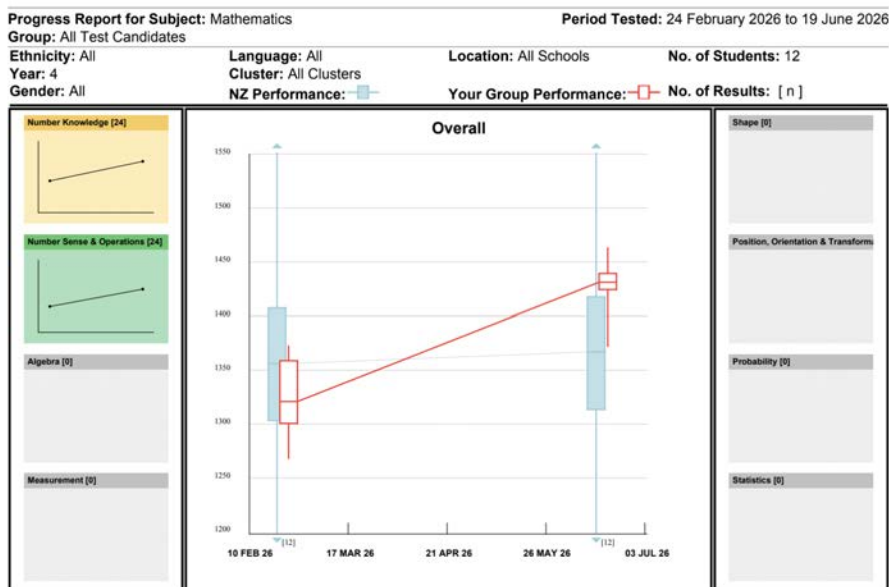 Progress Report for Subject: Mathematics Period Tested: 24 February 2026 to 19 June 2026
Group: All Test Candidates
Ethnicity: All Language: All Location: All Schools No. of Students: 12
Year: 4 Cluster: All Clusters
Gender: All NZ Performance: Your Group Performance: No. of Results: [ n ]
Number Knowledge [24]
Number Sense & Operations [24]
Algebra [0]
Measurement [0]
Overall
1550
1500
1450
1400
1350
1300
1250
1200
[12] [12]
10 FEB 26 17 MAR 26 21 APR 26 26 MAY 26 03 JUL 26
Shape [0]
Position, Orientation & Transforma
Probability [0]
Statistics [0]